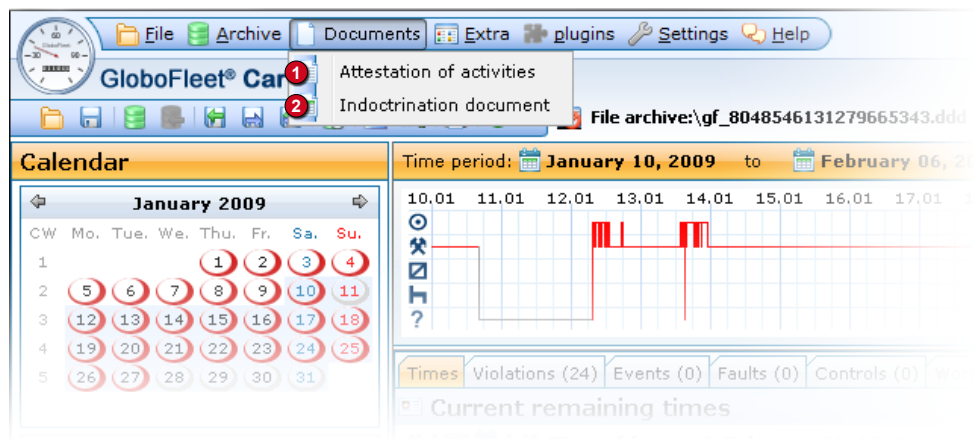 File Archive Documents Extra plugins Settings Help
GloboFleet® Car
1 Attestation of activities
2 Indoctrination document
File archive:\gf_8048546131279665343.ddd
Calendar
Time period: January 10, 2009 to February 06, 2
January 2009
10.01 11.01 12.01 13.01 14.01 15.01 16.01 17.01
CW Mo. Tue. We. Thu. Fr. Sa. Su.
1 1 2 3 4
2 5 6 7 8 9 10 11
3 12 13 14 15 16 17 18
4 19 20 21 22 23 24 25
5 26 27 28 29 30 31
?
Times Violations (24) Events (0) Faults (0) Controls (0)
Current remaining times